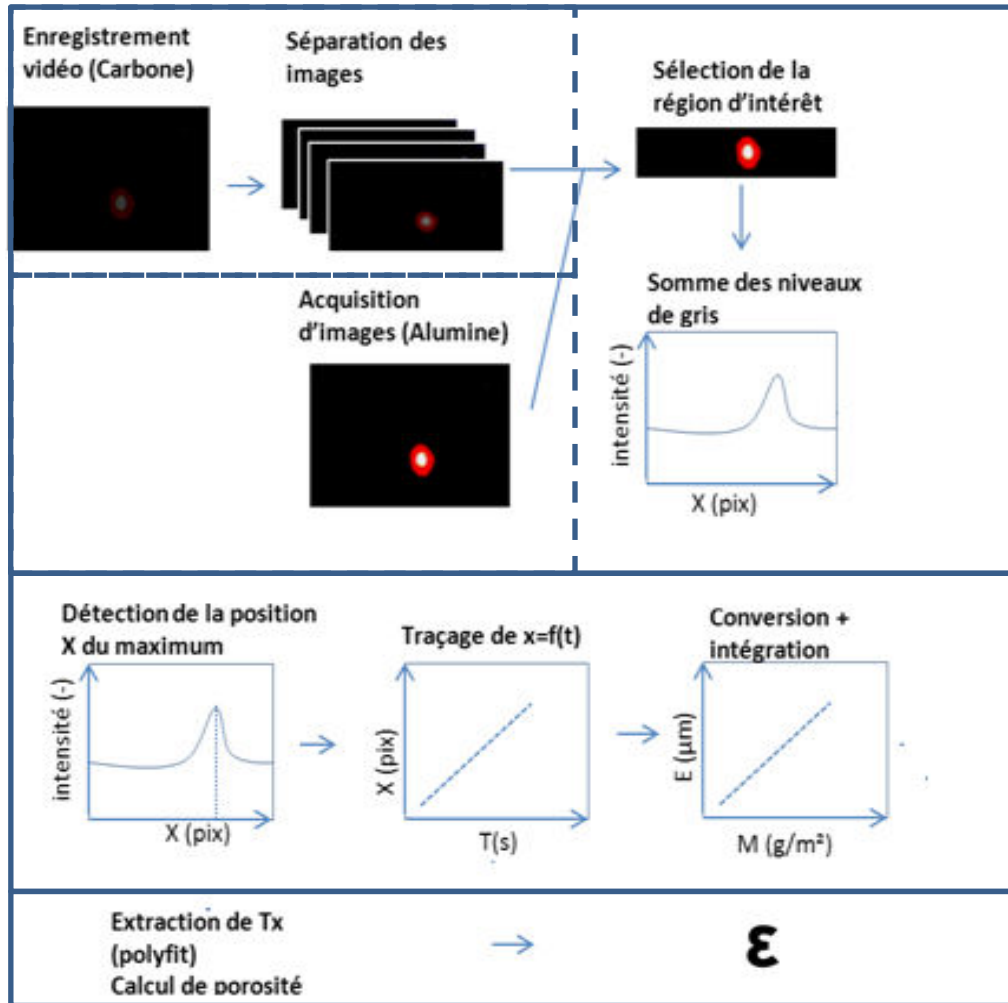 Enregistrement
vidéo (Carbone)
Séparation des
images
Sélection de la
région d'intérêt
Acquisition
d'images (Alumine)
Somme des niveaux
de gris
intensité (-)
X (pix)
Détection de la position
X du maximum
intensité (-)
X (pix)
Traçage de x=f(t)
X (pix)
T(s)
Conversion +
intégration
E (µm)
M (g/m²)
Extraction de Tx
(polyfit)
Calcul de porosité
ε